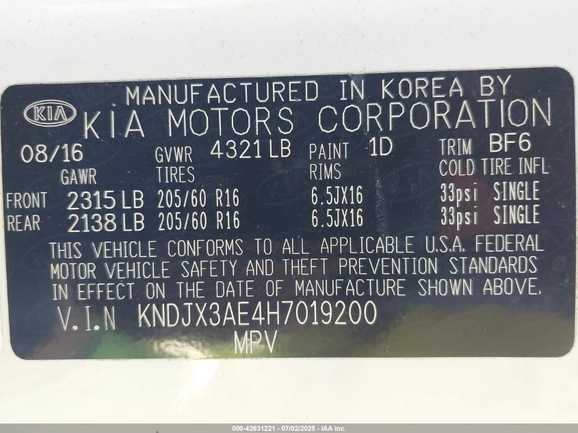 MANUFACTURED IN KOREA BY
KIA KIA MOTORS CORPORATION
08/16 GVWR 4321 LB PAINT 1D TRIM BF6
GAWR TIRES RIMS COLD TIRE INFL
FRONT 2315 LB 205/60 R16 6.5JX16 33psi SINGLE
REAR 2138 LB 205/60 R16 6.5JX16 33psi SINGLE
THIS VEHICLE CONFORMS TO ALL APPLICABLE U.S.A. FEDERAL
MOTOR VEHICLE SAFETY AND THEFT PREVENTION STANDARDS
IN EFFECT ON THE DATE OF MANUFACTURE SHOWN ABOVE.
V.I.N KNDJX3AE4H7019200
MPV
000-42631221 - 07/02/2025 - IAA Inc.